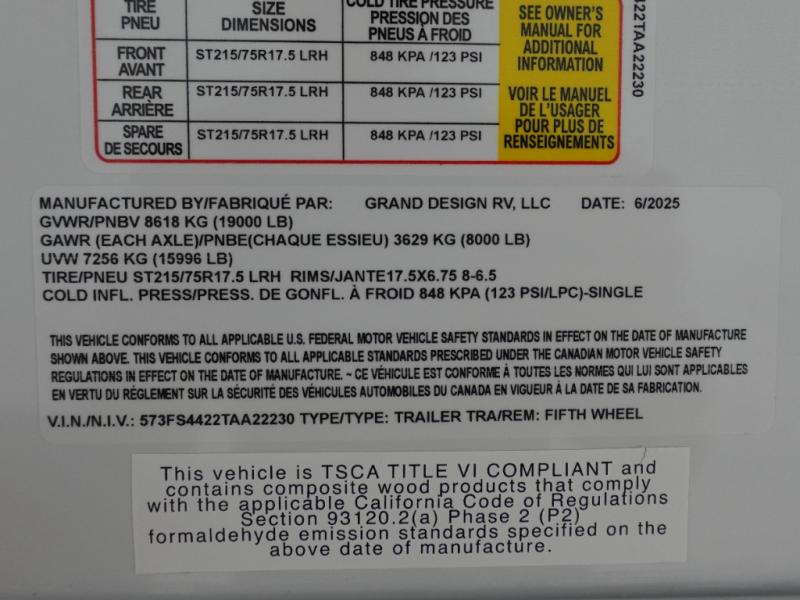 TIRE SIZE COLD TIRE PRESSURE
PNEU DIMENSIONS PRESSION DES
PNEUS À FROID
FRONT ST215/75R17.5 LRH 848 KPA /123 PSI
AVANT
REAR ST215/75R17.5 LRH 848 KPA /123 PSI
ARRIÈRE
SPARE ST215/75R17.5 LRH 848 KPA /123 PSI
DE SECOURS
SEE OWNER'S
MANUAL FOR
ADDITIONAL
INFORMATION
VOIR LE MANUEL
DE L'USAGER
POUR PLUS DE
RENSEIGNEMENTS
422TAA22230
MANUFACTURED BY/FABRIQUÉ PAR: GRAND DESIGN RV, LLC DATE: 6/2025
GVWR/PNBV 8618 KG (19000 LB)
GAWR (EACH AXLE)/PNBE(CHAQUE ESSIEU) 3629 KG (8000 LB)
UVW 7256 KG (15996 LB)
TIRE/PNEU ST215/75R17.5 LRH RIMS/JANTE17.5X6.75 8-6.5
COLD INFL. PRESS/PRESS. DE GONFL. À FROID 848 KPA (123 PSI/LPC)-SINGLE
THIS VEHICLE CONFORMS TO ALL APPLICABLE U.S. FEDERAL MOTOR VEHICLE SAFETY STANDARDS IN EFFECT ON THE DATE OF MANUFACTURE
SHOWN ABOVE. THIS VEHICLE CONFORMS TO ALL APPLICABLE STANDARDS PRESCRIBED UNDER THE CANADIAN MOTOR VEHICLE SAFETY
REGULATIONS IN EFFECT ON THE DATE OF MANUFACTURE. ~ CE VÉHICULE EST CONFORME À TOUTES LES NORMES QUI LUI SONT APPLICABLES
EN VERTU DU RÉGLEMENT SUR LA SÉCURITÉ DES VÉHICULES AUTOMOBILES DU CANADA EN VIGUEUR À LA DATE DE SA FABRICATION.
V.I.N./N.I.V.: 573FS4422TAA22230 TYPE/TYPE: TRAILER TRA/REM: FIFTH WHEEL
This vehicle is TSCA TITLE VI COMPLIANT and
contains composite wood products that comply
with the applicable California Code of Regulations
Section 93120.2(a) Phase 2 (P2)
formaldehyde emission standards specified on the
above date of manufacture.